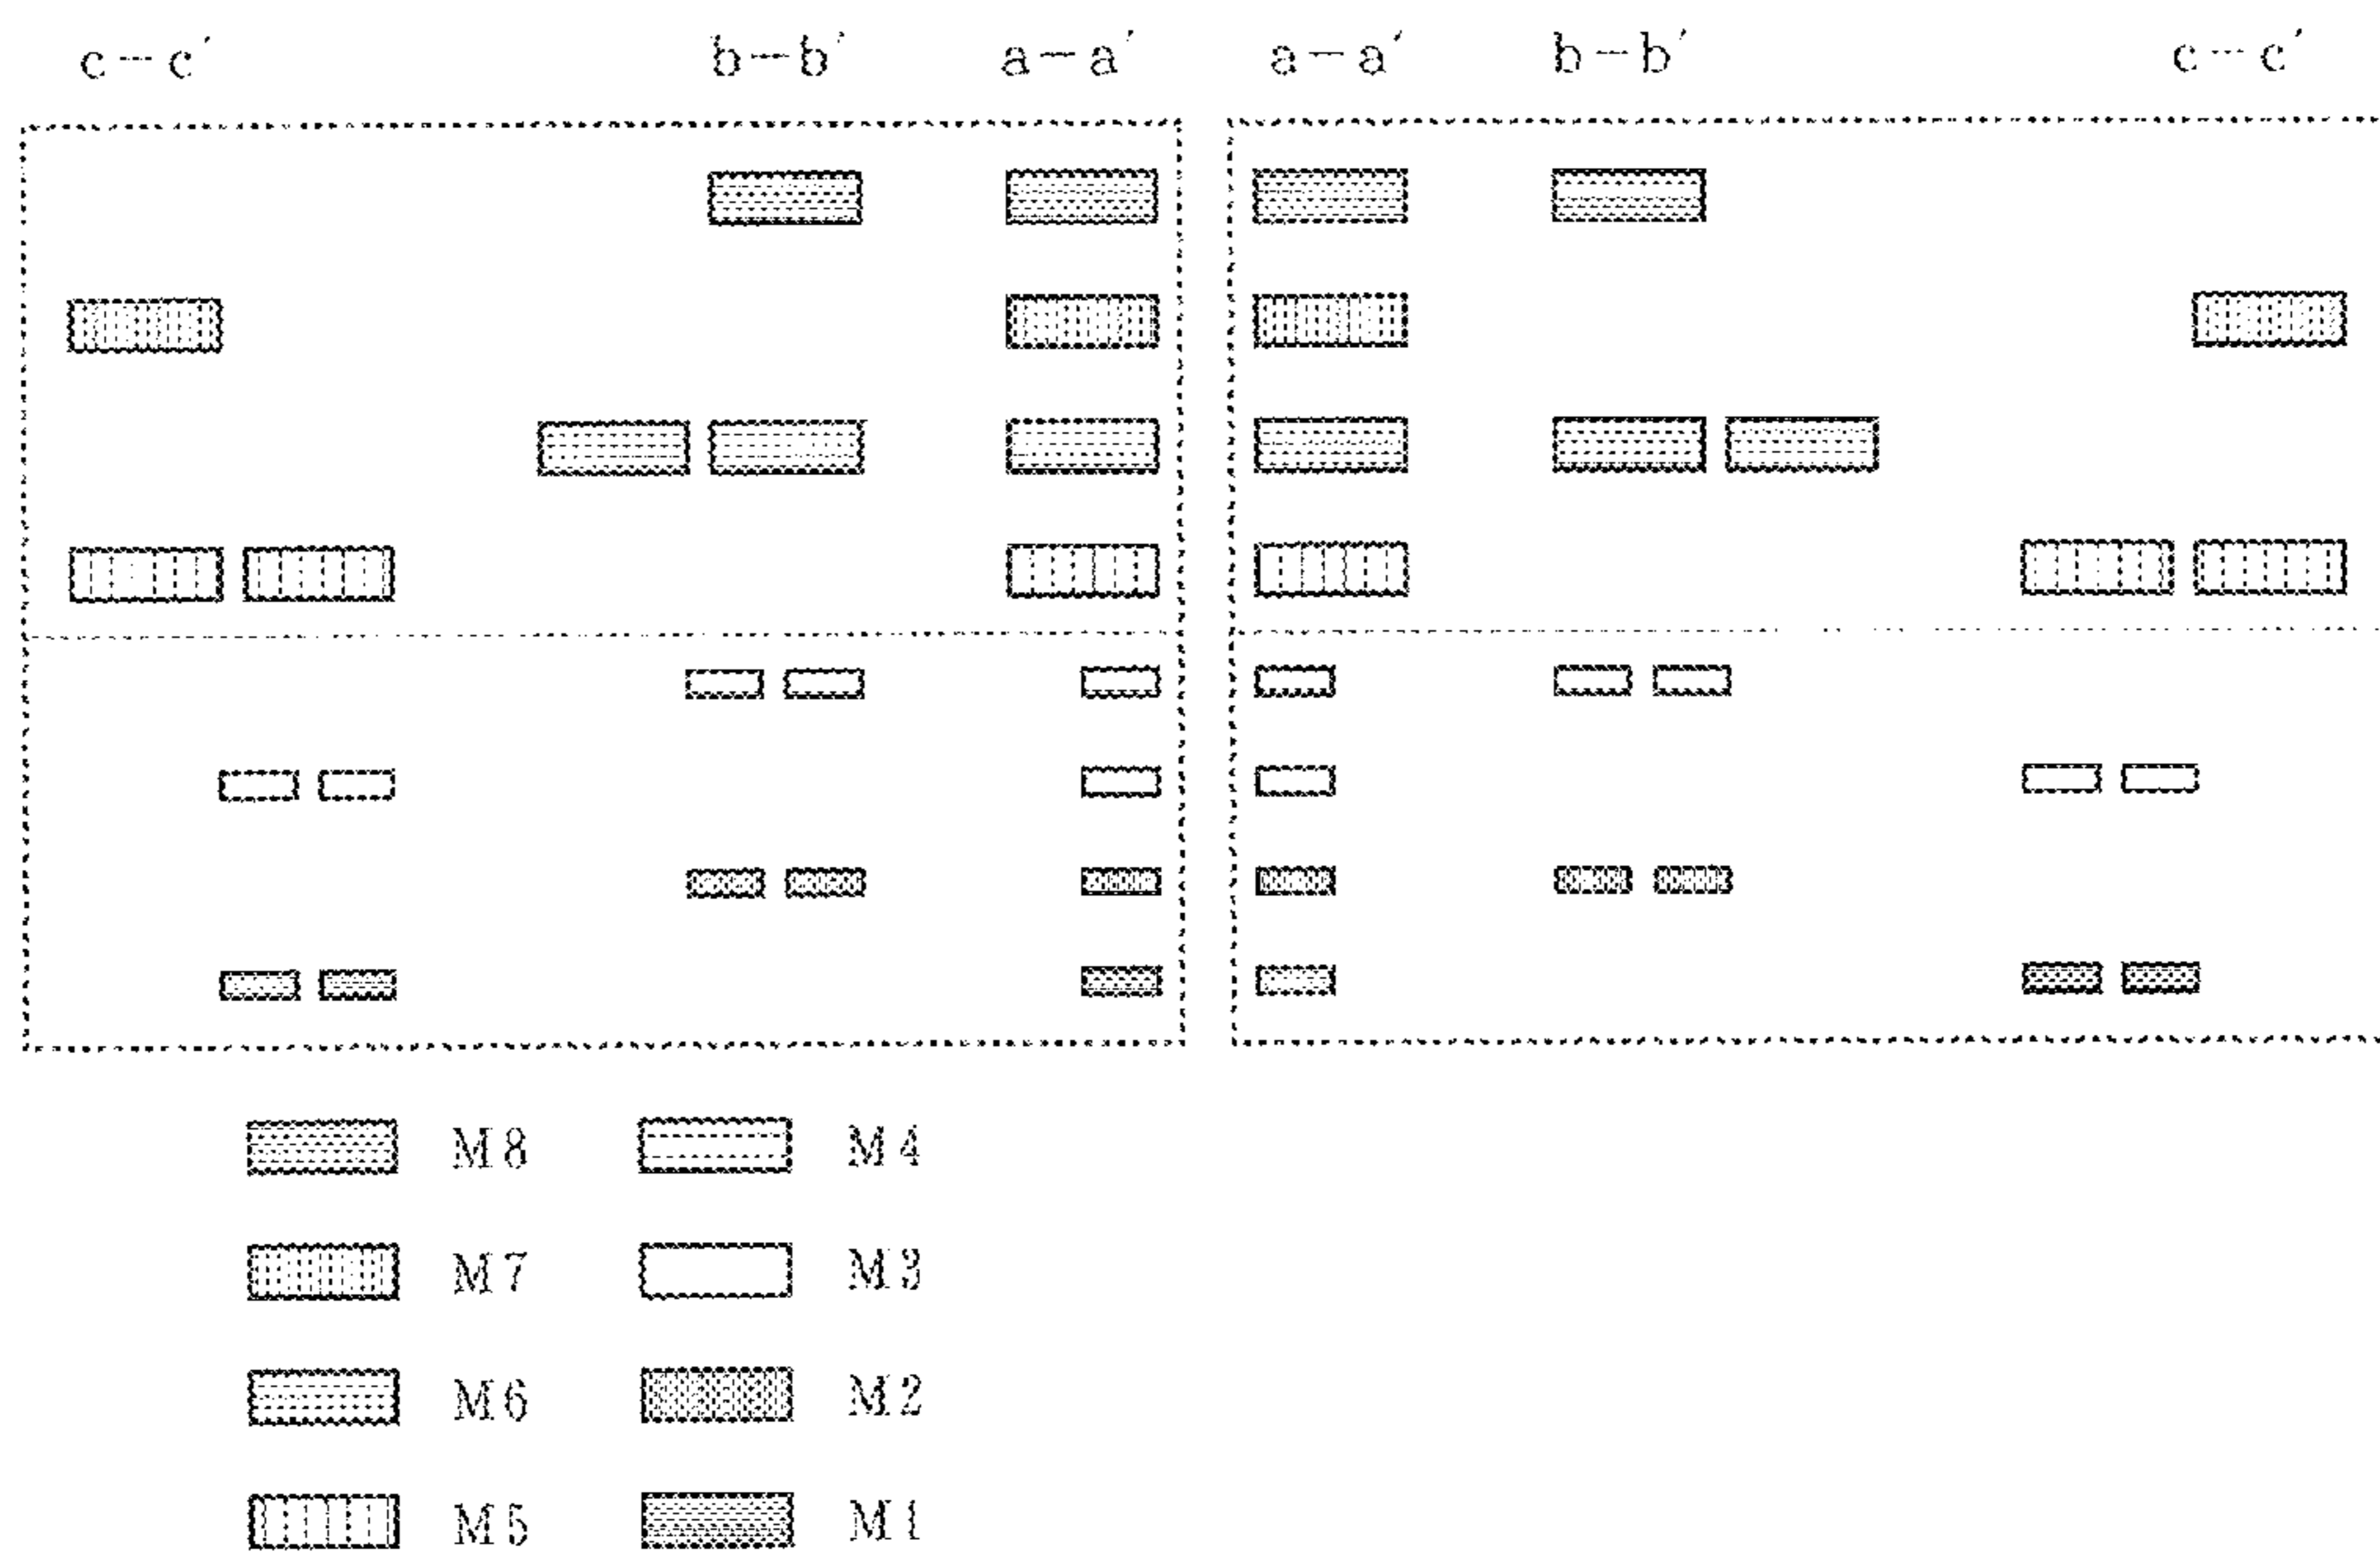 c-c′ b-b′ a-a′ a-a′ b-b′ c-c′
M8 M4
M7 M3
M6 M2
M5 M1